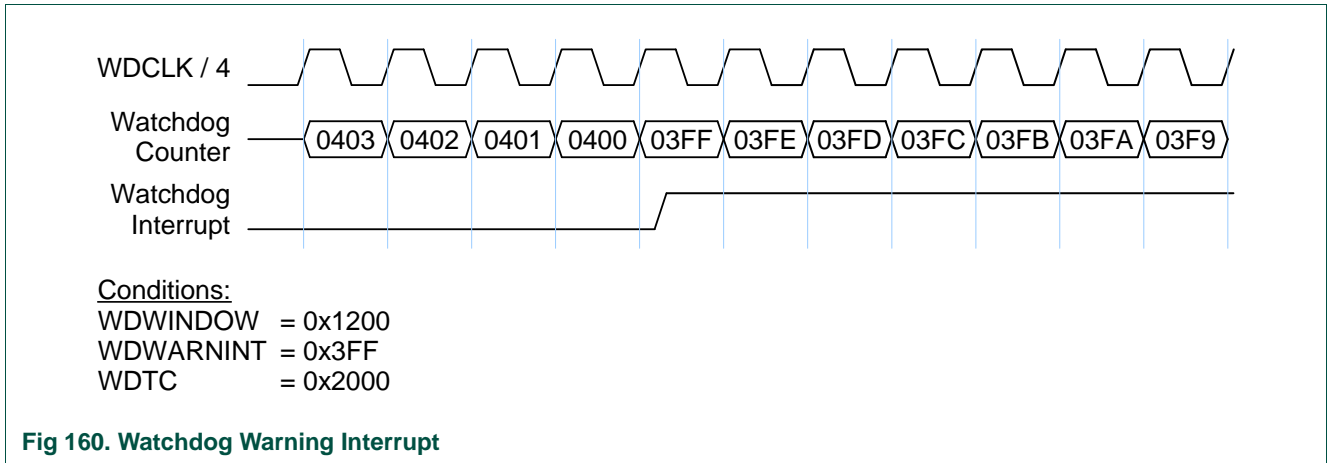 WDCLK / 4
Watchdog
Counter
0403 0402 0401 0400 03FF 03FE 03FD 03FC 03FB 03FA 03F9
Watchdog
Interrupt
Conditions:
WDWINDOW = 0x1200
WDWARNINT = 0x3FF
WDTC = 0x2000
Fig 160. Watchdog Warning Interrupt